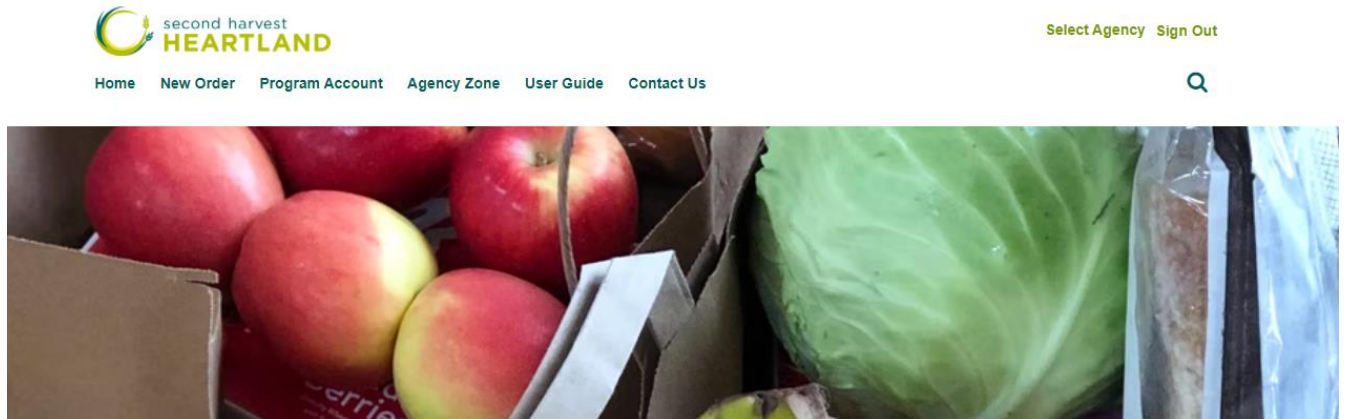 second harvest
HEARTLAND
Select Agency Sign Out
Home New Order Program Account Agency Zone User Guide Contact Us